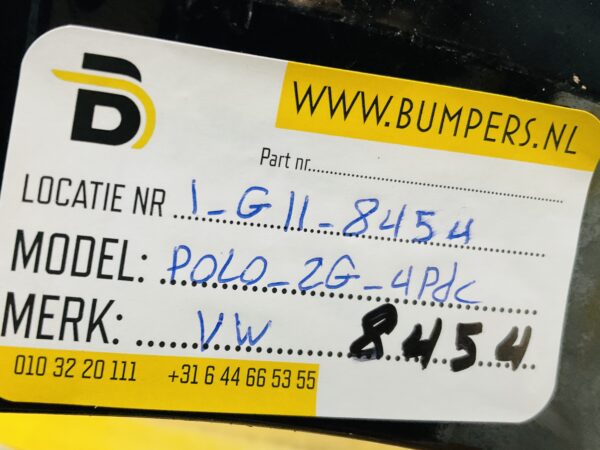 B
WWW.BUMPERS.NL
Part nr.
LOCATIE NR 1-G11-8454
MODEL: POLO-2G-4Pdc
MERK: VW 8454
010 32 20 111 +31 6 44 66 53 55